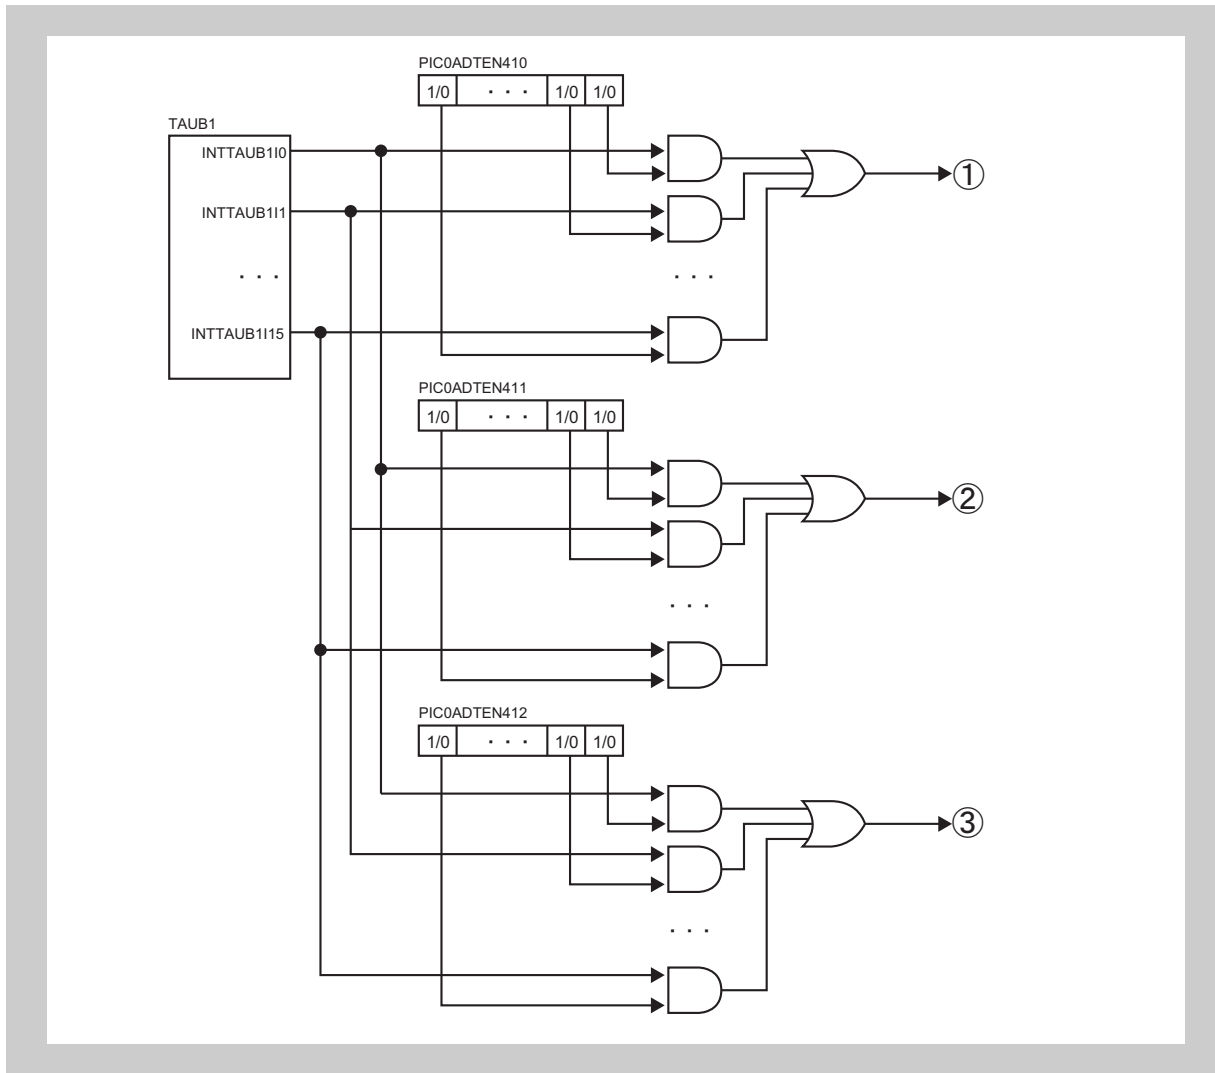 PIC0ADTEN410
1/0 · · · 1/0 1/0
TAUB1
INTTAUB1I0
①
INTTAUB1I1
· · · · · ·
INTTAUB1I15
PIC0ADTEN411
1/0 · · · 1/0 1/0
②
· · ·
PIC0ADTEN412
1/0 · · · 1/0 1/0
③
· · ·